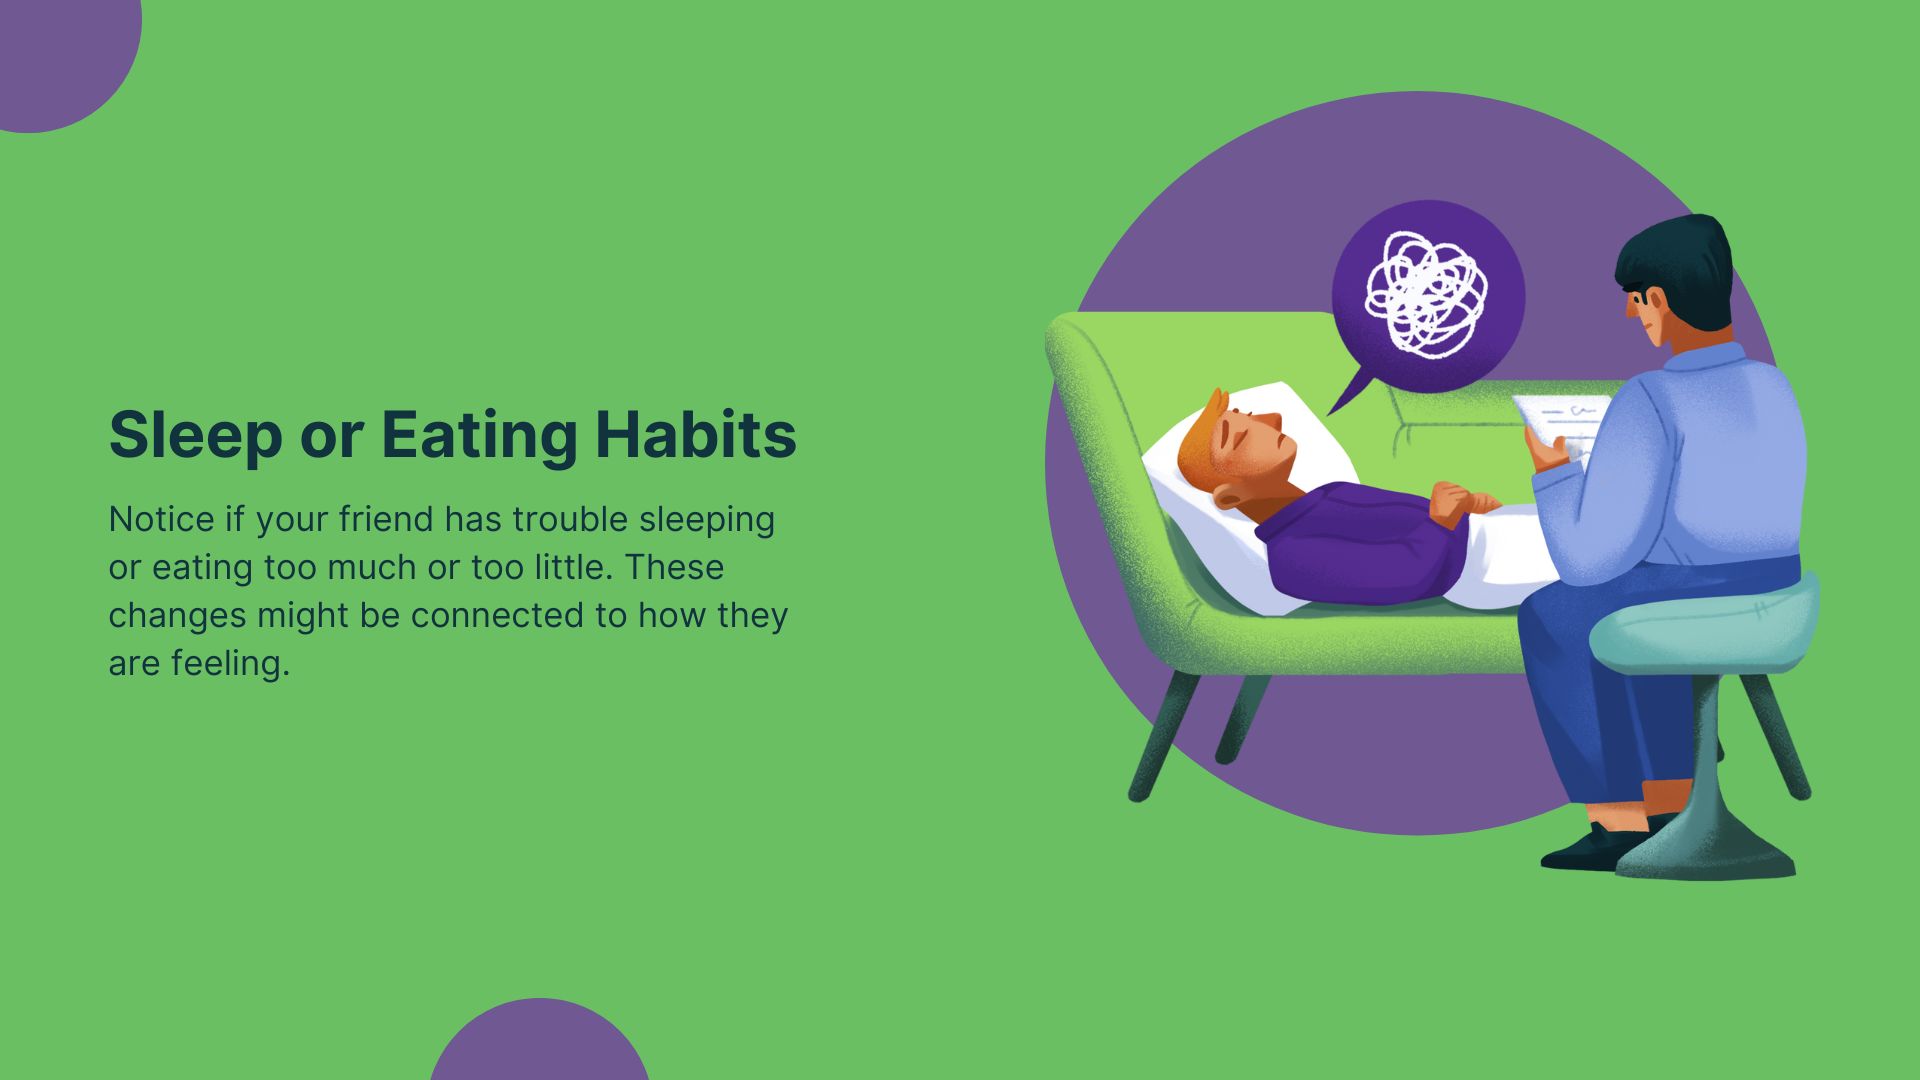 Sleep or Eating Habits
Notice if your friend has trouble sleeping
or eating too much or too little. These
changes might be connected to how they
are feeling.